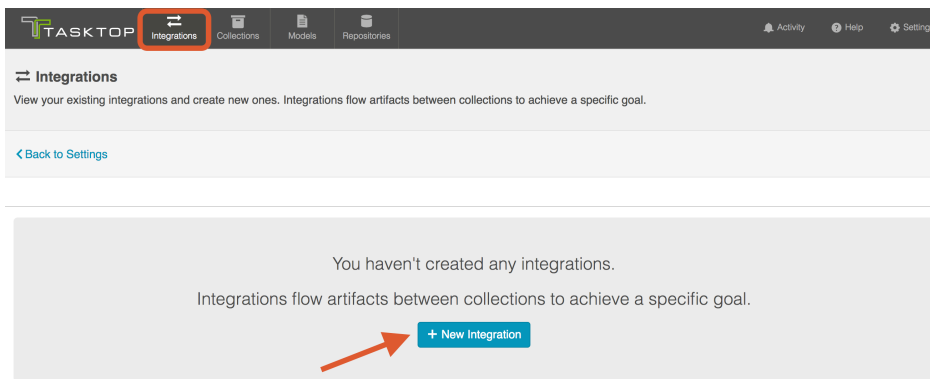 TASKTOP
Integrations
Collections
Models
Repositories
Activity
Help
Setting
Integrations
View your existing integrations and create new ones. Integrations flow artifacts between collections to achieve a specific goal.
Back to Settings
You haven't created any integrations.
Integrations flow artifacts between collections to achieve a specific goal.
+ New Integration